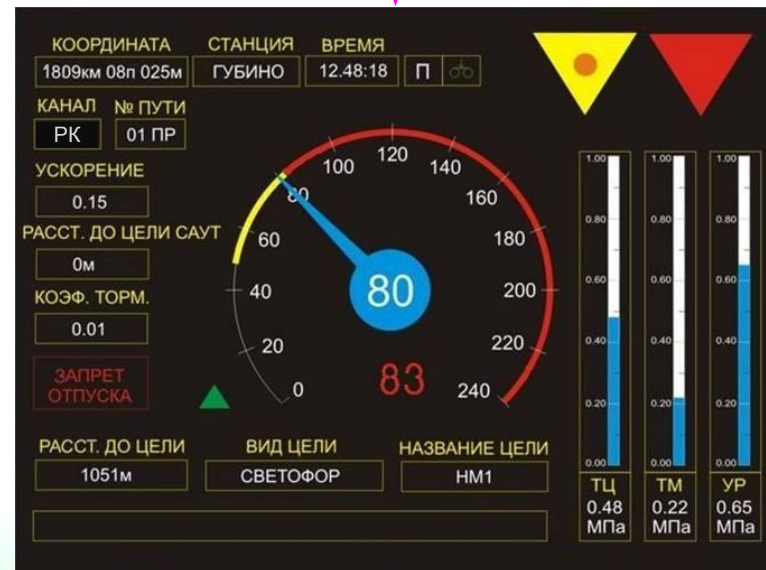 КООРДИНАТА СТАНЦИЯ ВРЕМЯ
1809км 08п 025м ГУБИНО 12.48:18 П
КАНАЛ № ПУТИ
РК 01 ПР
УСКОРЕНИЕ
0.15
РАССТ. ДО ЦЕЛИ САУТ
0м
КОЭФ. ТОРМ.
0.01
ЗАПРЕТ
ОТПУСКА
0
20
40
60
80
100
120
140
160
180
200
220
240
80
83
РАССТ. ДО ЦЕЛИ ВИД ЦЕЛИ НАЗВАНИЕ ЦЕЛИ
1051м СВЕТОФОР НМ1
1.00 1.00 1.00
0.80 0.80 0.80
0.60 0.60 0.60
0.40 0.40 0.40
0.20 0.20 0.20
0.00 0.00 0.00
ТЦ ТМ УР
0.48 0.22 0.65
МПа МПа МПа